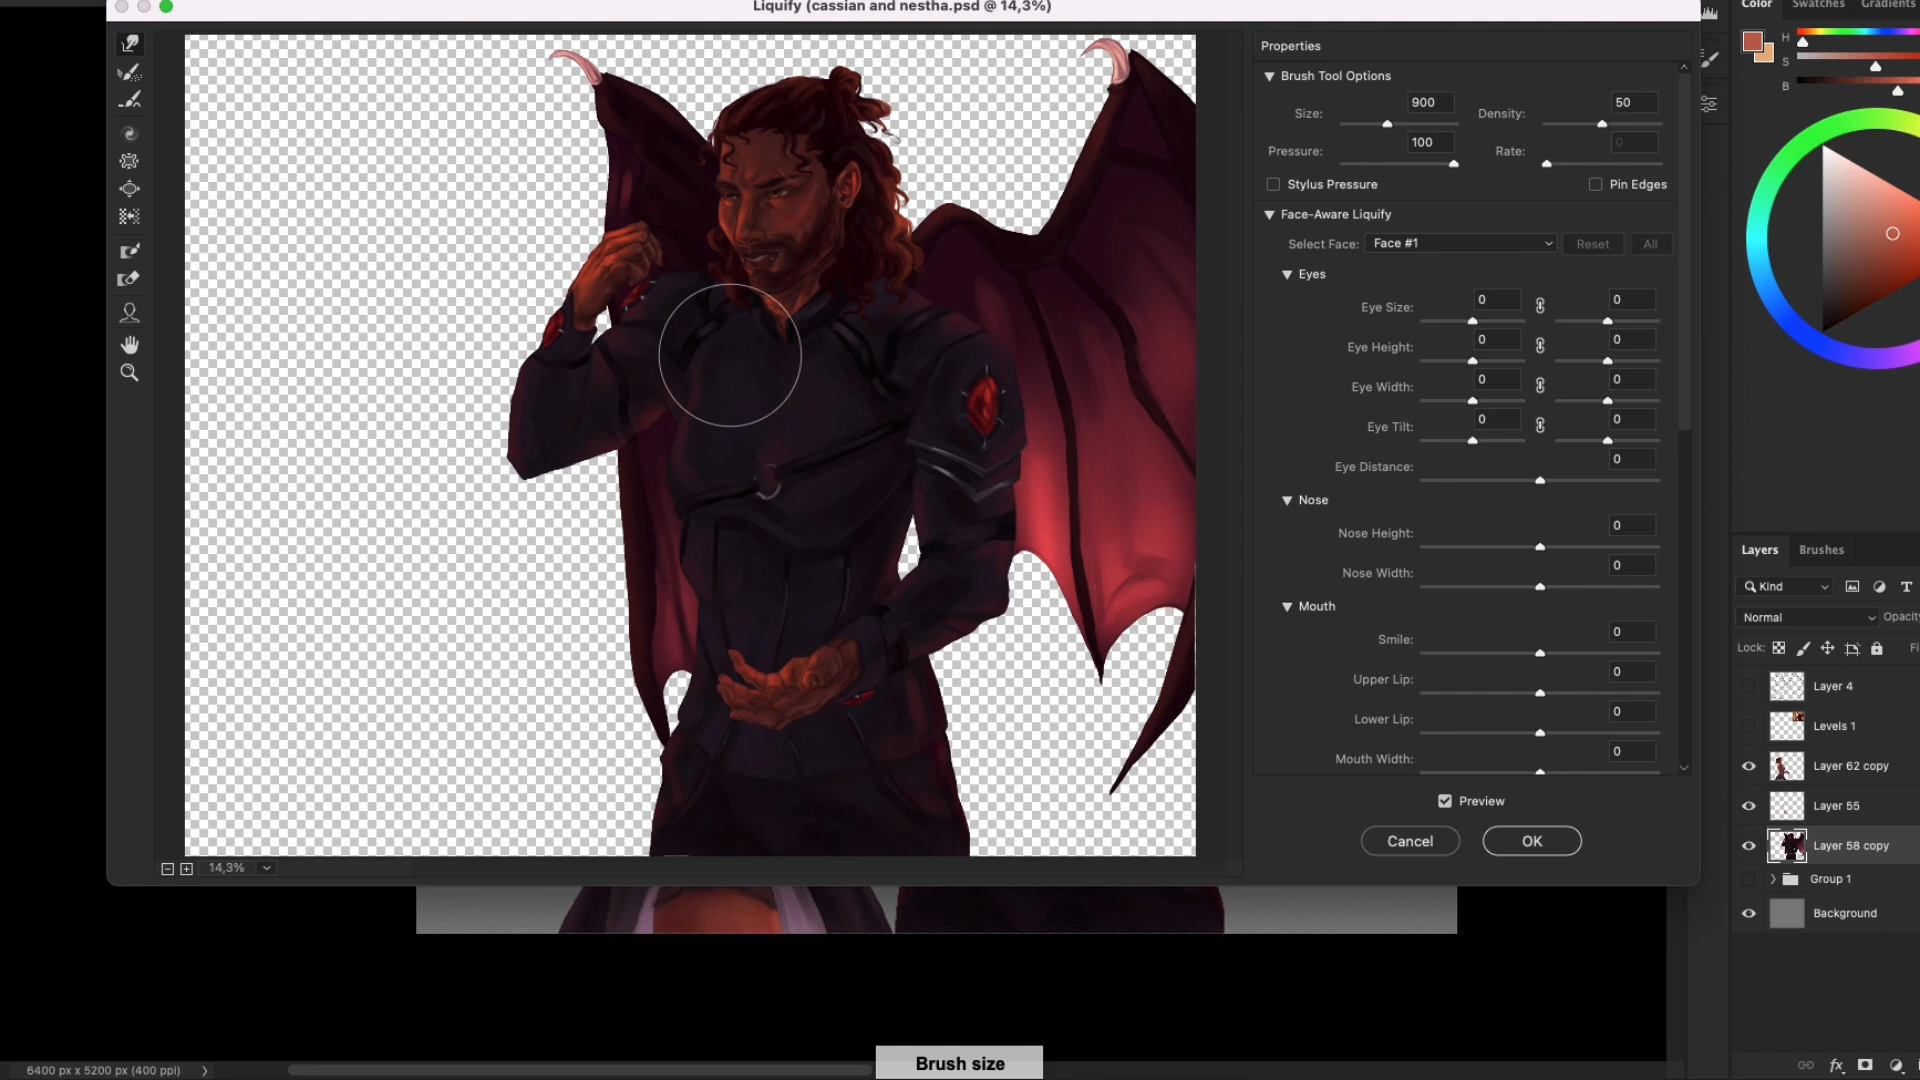 Liquify (cassian and nestha.psd @ 14,3%)
Color Swatches Gradients
H
S
B
Properties
Brush Tool Options
Size: 900 Density: 50
Pressure: 100 Rate: 0
Stylus Pressure Pin Edges
Face-Aware Liquify
Select Face: Face #1 Reset All
Eyes
Eye Size: 0 0
Eye Height: 0 0
Eye Width: 0 0
Eye Tilt: 0 0
Eye Distance: 0
Nose
Nose Height: 0
Nose Width: 0
Mouth
Smile: 0
Upper Lip: 0
Lower Lip: 0
Mouth Width: 0
Preview
Cancel OK
14,3%
Layers Brushes
Kind T
Normal Opacity
Lock: Fi
Layer 4
Levels 1
Layer 62 copy
Layer 55
Layer 58 copy
Group 1
Background
fx
6400 px x 5200 px (400 ppi)
Brush size